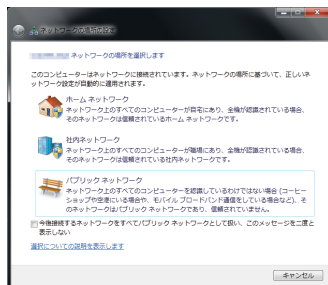 ネットワークの場所の設定
ネットワークの場所を選択します
このコンピューターはネットワークに接続されています。ネットワークの場所に基づいて、正しいネ
ットワーク設定が自動的に適用されます。
ホーム ネットワーク
ネットワーク上のすべてのコンピューターが自宅にあり、全機が認識されている場合、
そのネットワークは信頼されているホーム ネットワークです。
社内ネットワーク
ネットワーク上のすべてのコンピューターが職場にあり、全機が認識されている場合、
そのネットワークは信頼されている社内ネットワークです。
パブリック ネットワーク
ネットワーク上のすべてのコンピューターを認識しているわけではない場合 (コーヒー
ショップや空港にいる場合や、モバイル ブロードバンド通信をしている場合など)、そ
のネットワークはパブリック ネットワークであり、信頼されていません。
今後接続するネットワークをすべてパブリック ネットワークとして扱い、このメッセージを二度と
表示しない
選択についての説明を表示します
キャンセル